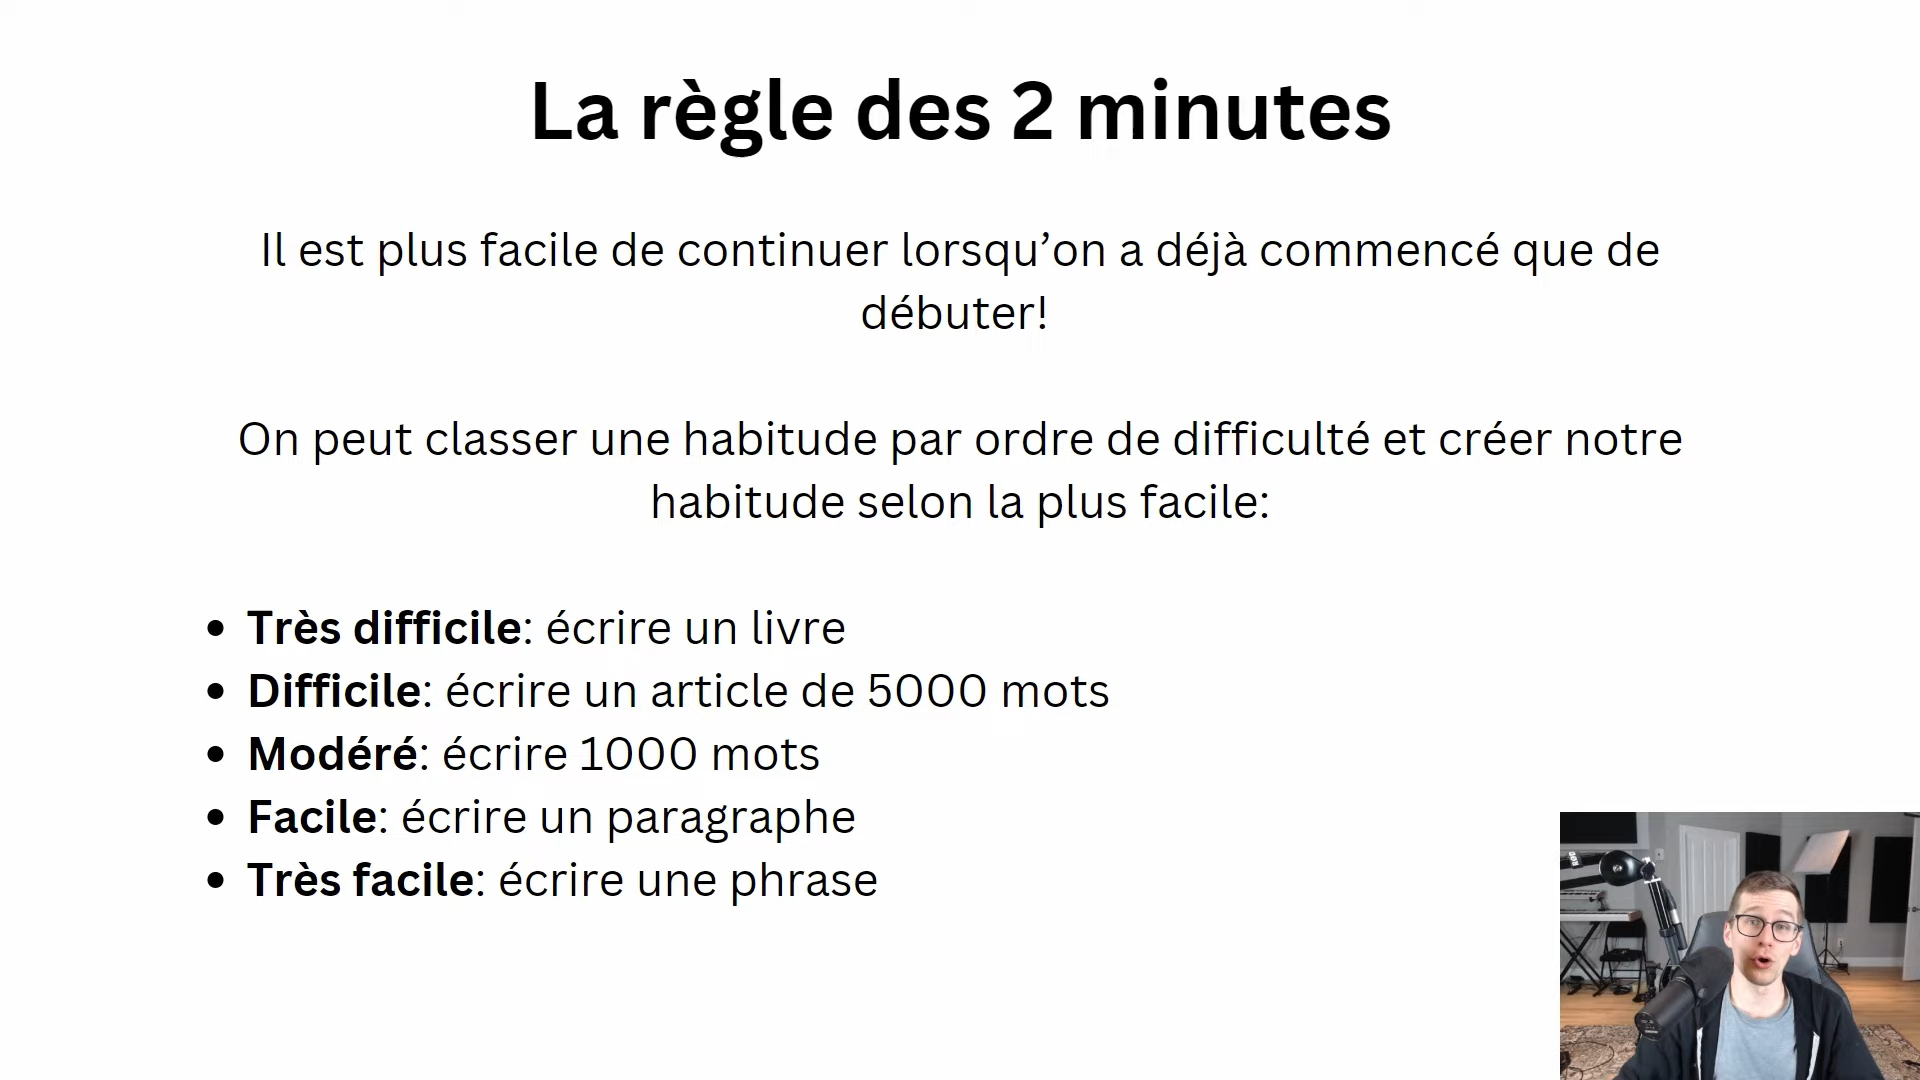 La règle des 2 minutes
Il est plus facile de continuer lorsqu’on a déjà commencé que de
débuter!
On peut classer une habitude par ordre de difficulté et créer notre
habitude selon la plus facile:
• Très difficile: écrire un livre
• Difficile: écrire un article de 5000 mots
• Modéré: écrire 1000 mots
• Facile: écrire un paragraphe
• Très facile: écrire une phrase